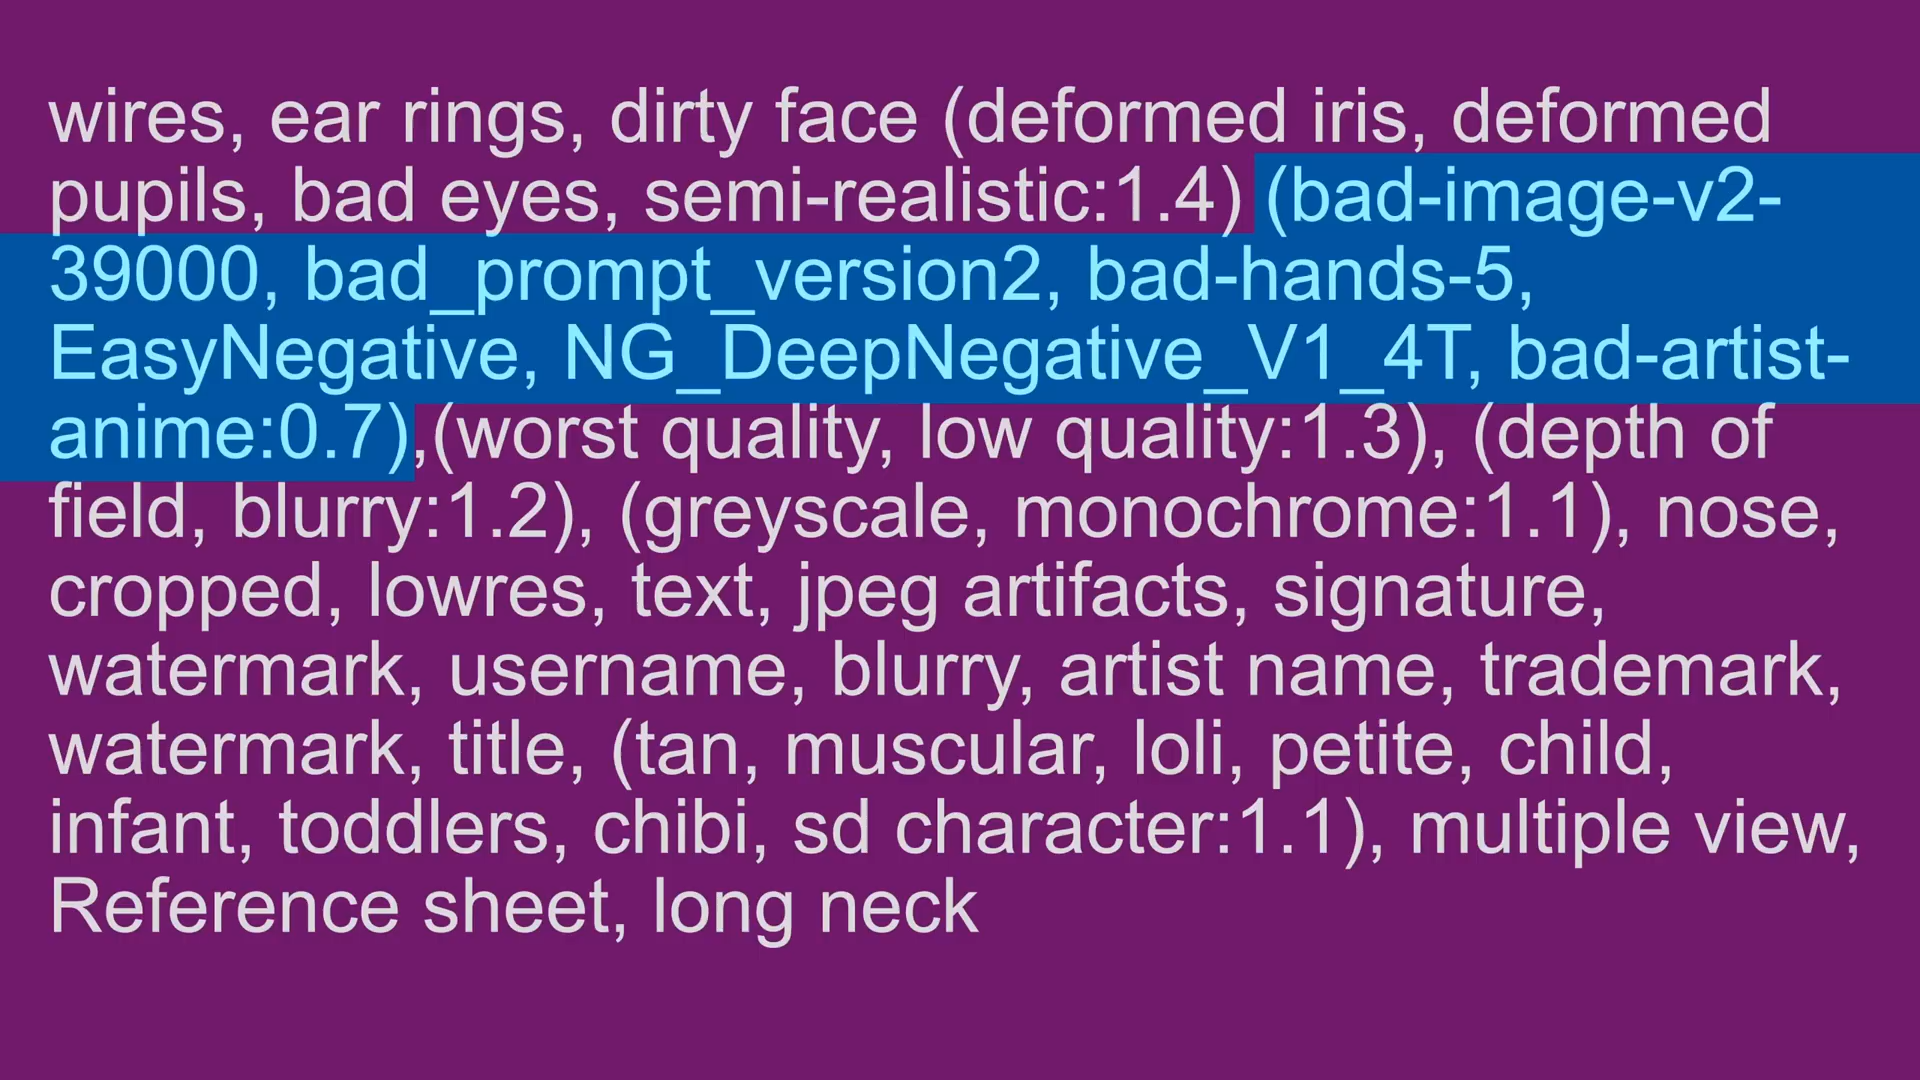 wires, ear rings, dirty face (deformed iris, deformed
pupils, bad eyes, semi-realistic:1.4) (bad-image-v2-
39000, bad_prompt_version2, bad-hands-5,
EasyNegative, NG_DeepNegative_V1_4T, bad-artist-
anime:0.7),(worst quality, low quality:1.3), (depth of
field, blurry:1.2), (greyscale, monochrome:1.1), nose,
cropped, lowres, text, jpeg artifacts, signature,
watermark, username, blurry, artist name, trademark,
watermark, title, (tan, muscular, loli, petite, child,
infant, toddlers, chibi, sd character:1.1), multiple view,
Reference sheet, long neck